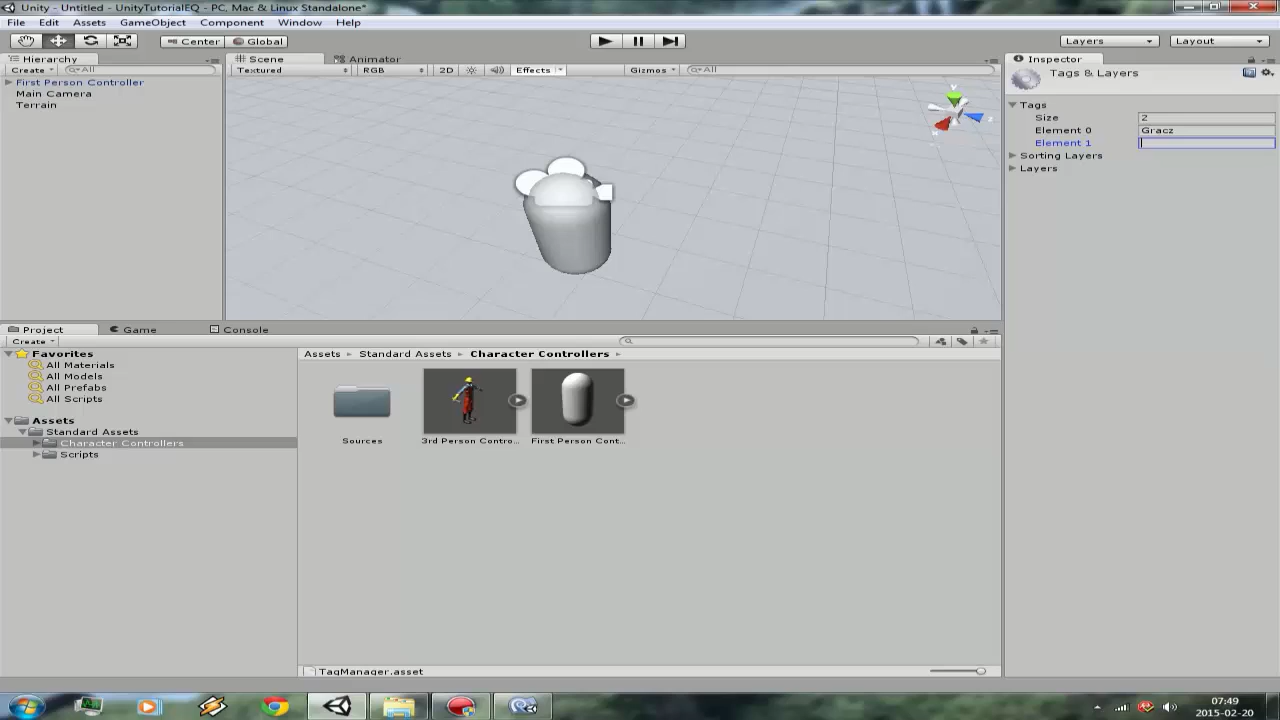 Unity - Untitled - UnityTutorialEQ - PC, Mac & Linux Standalone*
File Edit Assets GameObject Component Window Help
Center Global Layers Layout
Hierarchy Scene Animator Inspector
Create All Textured RGB 2D Effects Gizmos All Tags & Layers
First Person Controller
Main Camera
Terrain
Tags
Size 2
Element 0 Gracz
Element 1
Sorting Layers
Layers
Y
Project Game Console
Create
Favorites
All Materials
All Models
All Prefabs
All Scripts
Assets
Standard Assets
Character Controllers
Scripts
Assets Standard Assets Character Controllers
Sources 3rd Person Contro... First Person Cont...
TagManager.asset
07:49
2015-02-20